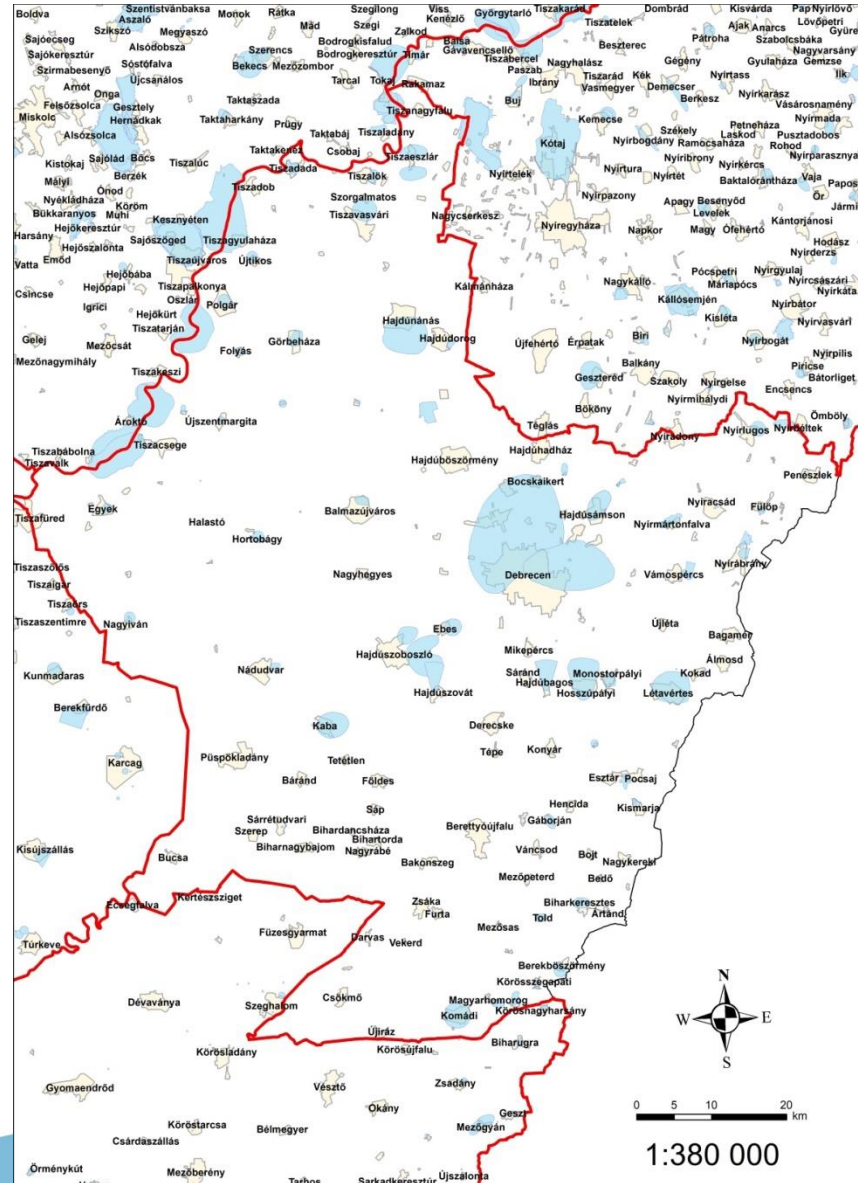 Boldva
Szentistvánbaksa
Aszaló
Monok
Rátka
Szegilong
Viss
Kenézlő
Györgytarló
Tiszakarád
Dombrád
Kisvárda
Pap
Nyírlövő
Lövőpetri
Szikszó
Megyaszó
Mád
Szegi
Zalkod
Tiszatelek
Ajak
Anarcs
Gyüre
Sajóecseg
Alsódobsza
Bodrogkisfalud
Balsa
Beszterec
Pátroha
Szabolcsbáka
Sajókeresztúr
Szerencs
Bodrogkeresztúr
Timár
Gávavencsellő
Nagyvarsány
Sóstófalva
Bekecs
Mezőzombor
Tiszabercel
Nagyhalász
Gégény
Gyulaháza
Gemzse
Szirmabesenyő
Újcsanálos
Tarcal
Tokaj
Paszab
Tiszarád
Kék
Nyírtass
Ilk
Arnót
Rakamaz
Ibrány
Vasmegyer
Demecser
Nyírkarász
Felsőzsolca
Onga
Gesztely
Taktaszada
Tiszanagyfalu
Buj
Berkesz
Vásárosnamény
Miskolc
Hernádkak
Taktaharkány
Prügy
Kemecse
Petneháza
Nyírmada
Alsózsolca
Taktabáj
Tiszaladány
Székely
Laskod
Pusztadobos
Kótaj
Nyírbogdány
Ramocsaháza
Rohod
Kistokaj
Sajólád
Bőcs
Tiszalúc
Taktakenéz
Csobaj
Tiszaeszlár
Nyíribrony
Nyírkércs
Nyírparasznya
Mályi
Berzék
Tiszadada
Tiszalök
Nyírtelek
Nyírtura
Nyírtét
Baktalórántháza
Vaja
Ónod
Tiszadob
Szorgalmatos
Nyírpazony
Apagy
Besenyőd
Őr
Papos
Nyékládháza
Köröm
Bükkaranyos
Muhi
Kesznyéten
Tiszavasvári
Nagycserkesz
Levelek
Jármi
Hejőkeresztúr
Nyíregyháza
Napkor
Magy
Ófehértó
Kántorjánosi
Harsány
Hejőszalonta
Sajószöged
Tiszagyulaháza
Hodász
Emőd
Nyírderzs
Vatta
Hejőbába
Tiszaújváros
Újtikos
Pócspetri
Nyírgyulaj
Csincse
Hejőpapi
Tiszapalkonya
Kálmánháza
Nagykálló
Máriapócs
Nyírcsászári
Igrici
Oszlár
Polgár
Kállósemjén
Nyírkáta
Hejőkürt
Hajdúnánás
Kisléta
Nyírbátor
Tiszatarján
Nyírvasvári
Gelej
Mezőcsát
Folyás
Görbeháza
Hajdúdorog
Újfehértó
Érpatak
Biri
Nyírbogát
Mezőnagymihály
Balkány
Nyírpilis
Tiszakeszi
Geszteréd
Szakoly
Nyírgelse
Piricse
Bátorliget
Nyírmihálydi
Encsencs
Ároktő
Újszentmargita
Bököny
Ömböly
Téglás
Tiszabábolna
Tiszacsege
Nyíradony
Nyírlugos
Nyírbéltek
Tiszavalk
Hajdúböszörmény
Hajdúhadház
Penészlek
Bocskaikert
Egyek
Balmazújváros
Nyíracsád
Fülöp
Tiszafüred
Halastó
Hajdúsámson
Nyírmártonfalva
Hortobágy
Tiszaszőlős
Nagyhegyes
Debrecen
Vámospércs
Nyírábrány
Tiszaigar
Tiszaörs
Tiszaszentimre
Nagyiván
Ebes
Újléta
Bagamér
Hajdúszoboszló
Mikepércs
Álmosd
Kunmadaras
Nádudvar
Sáránd
Monostorpályi
Kokad
Hajdúbagos
Hajdúszovát
Hosszúpályi
Létavértes
Berekfürdő
Kaba
Derecske
Tépe
Konyár
Karcag
Püspökladány
Tetétlen
Báránd
Földes
Esztár
Pocsaj
Sáp
Hencida
Kismarja
Sárrétudvari
Gáborján
Szerep
Bihardancsháza
Berettyóújfalu
Kisújszállás
Biharnagybajom
Bihartorda
Nagyrábé
Váncsod
Bojt
Bucsa
Bakonszeg
Nagykereki
Mezőpeterd
Bedő
Ecsegfalva
Kertészsziget
Zsáka
Biharkeresztes
Furta
Told
Ártánd
Túrkeve
Füzesgyarmat
Darvas
Mezősas
Vekerd
Berekböszörmény
Dévaványa
Szeghalom
Csökmő
Körösszegapáti
Magyarhomorog
Komádi
Körösnagyharsány
Újiráz
Körösladány
Körösújfalu
Biharugra
Gyomaendrőd
Vésztő
Zsadány
Okány
Geszt
Köröstarcsa
Mezőgyán
Csárdaszállás
Bélmegyer
Örménykút
Mezőberény
Tarhos
Sarkadkeresztúr
Újszalonta
N
W
E
S
0 5 10 20
km
1:380 000